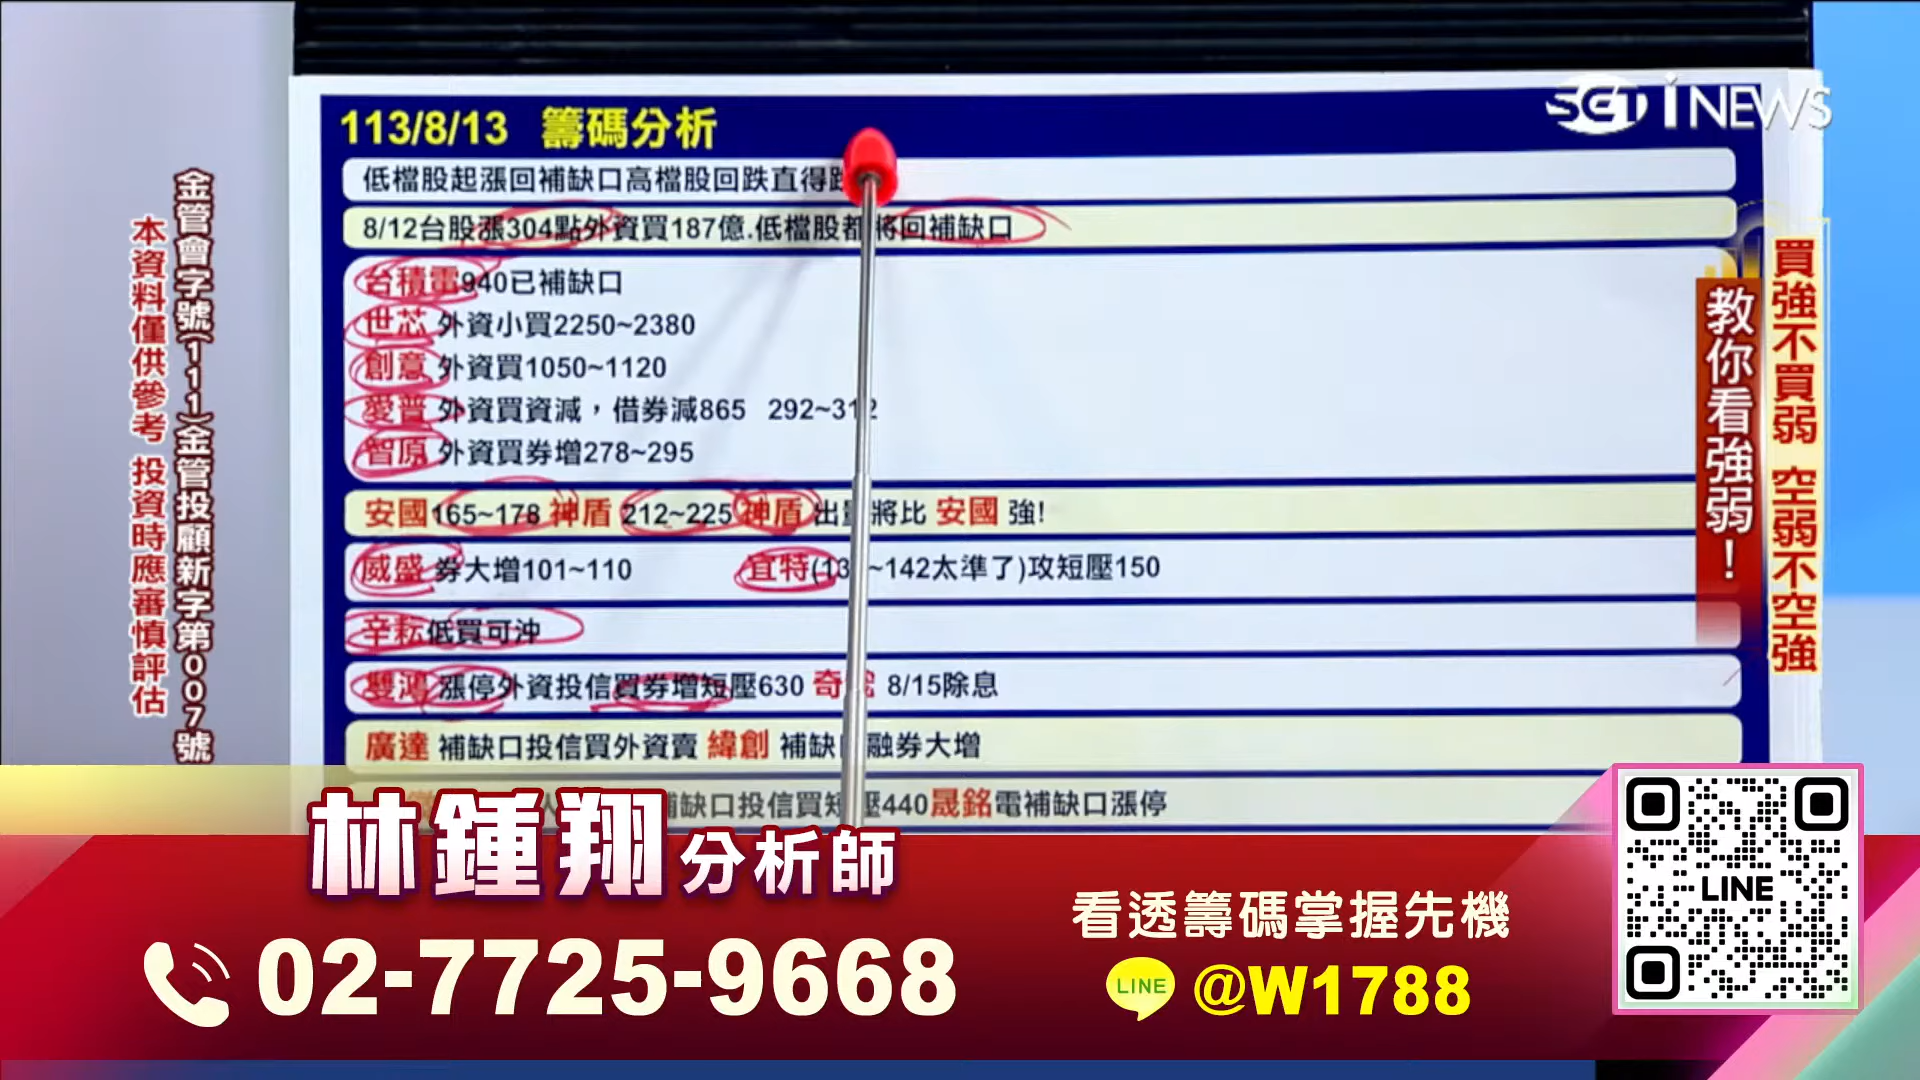 SET iNEWS
113/8/13 籌碼分析
低檔股起漲回補缺口高檔股回跌直得
8/12台股漲304點外資買187億.低檔股都將回補缺口
台積電940已補缺口
世芯 外資小買2250~2380
創意 外資買1050~1120
愛普 外資買資減，借券減865 292~312
智原 外資買券增278~295
安國165~178 神盾 212~225 神盾 出量將比 安國 強!
威盛 券大增101~110 宜特(13 ~142太準了)攻短壓150
辛耘低買可沖
雙鴻 漲停外資投信買券增短壓630 奇 8/15除息
廣達 補缺口投信買外資賣 緯創 補缺 融券大增
補缺口投信買短壓440晟銘電補缺口漲停
金管會字號(111)金管投顧新字第007號
本資料僅供參考 投資時應審慎評估
買強不買弱 空弱不空強
教你看強弱！
林鍾翔分析師
02-7725-9668
看透籌碼掌握先機
LINE @W1788
LINE